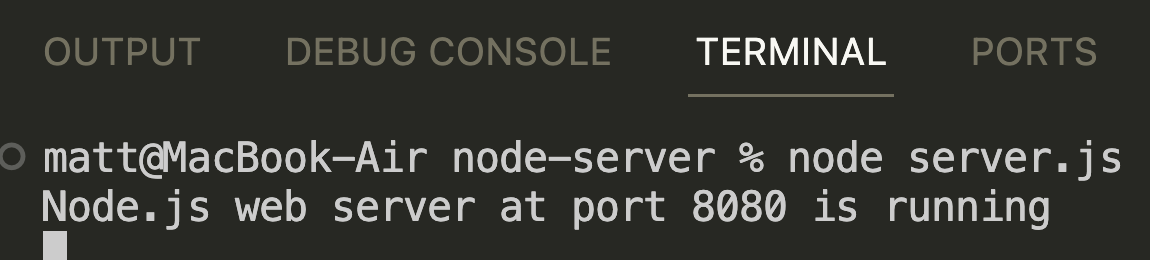 OUTPUT DEBUG CONSOLE TERMINAL PORTS
matt@MacBook-Air node-server % node server.js
Node.js web server at port 8080 is running